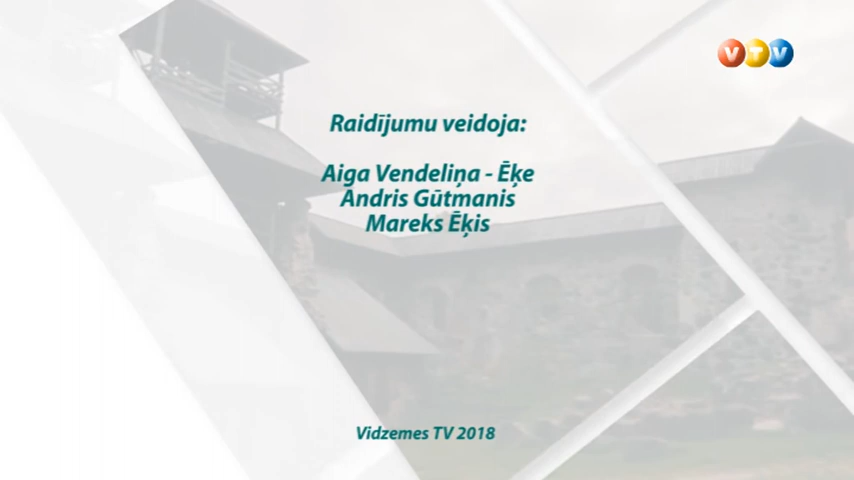 VTV
Raidījumu veidoja:
Aiga Vendeliņa - Ēķe
Andris Gūtmanis
Mareks Ēķis
Vidzemes TV 2018